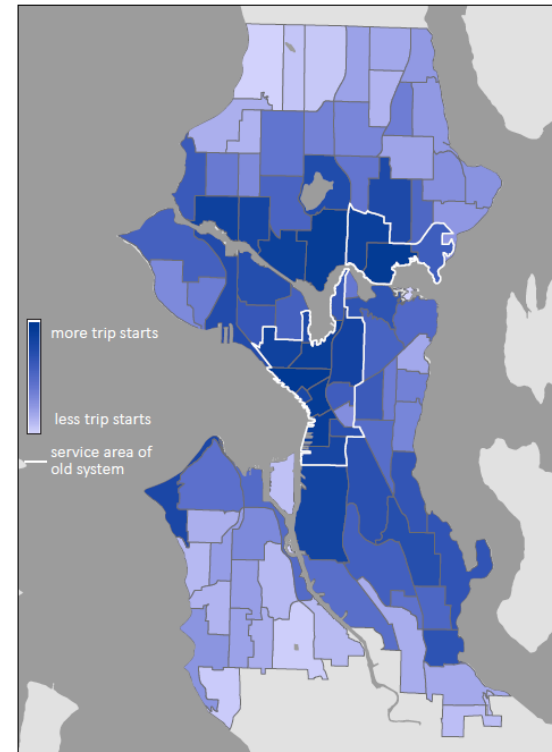 more trip starts
less trip starts
service area of
old system